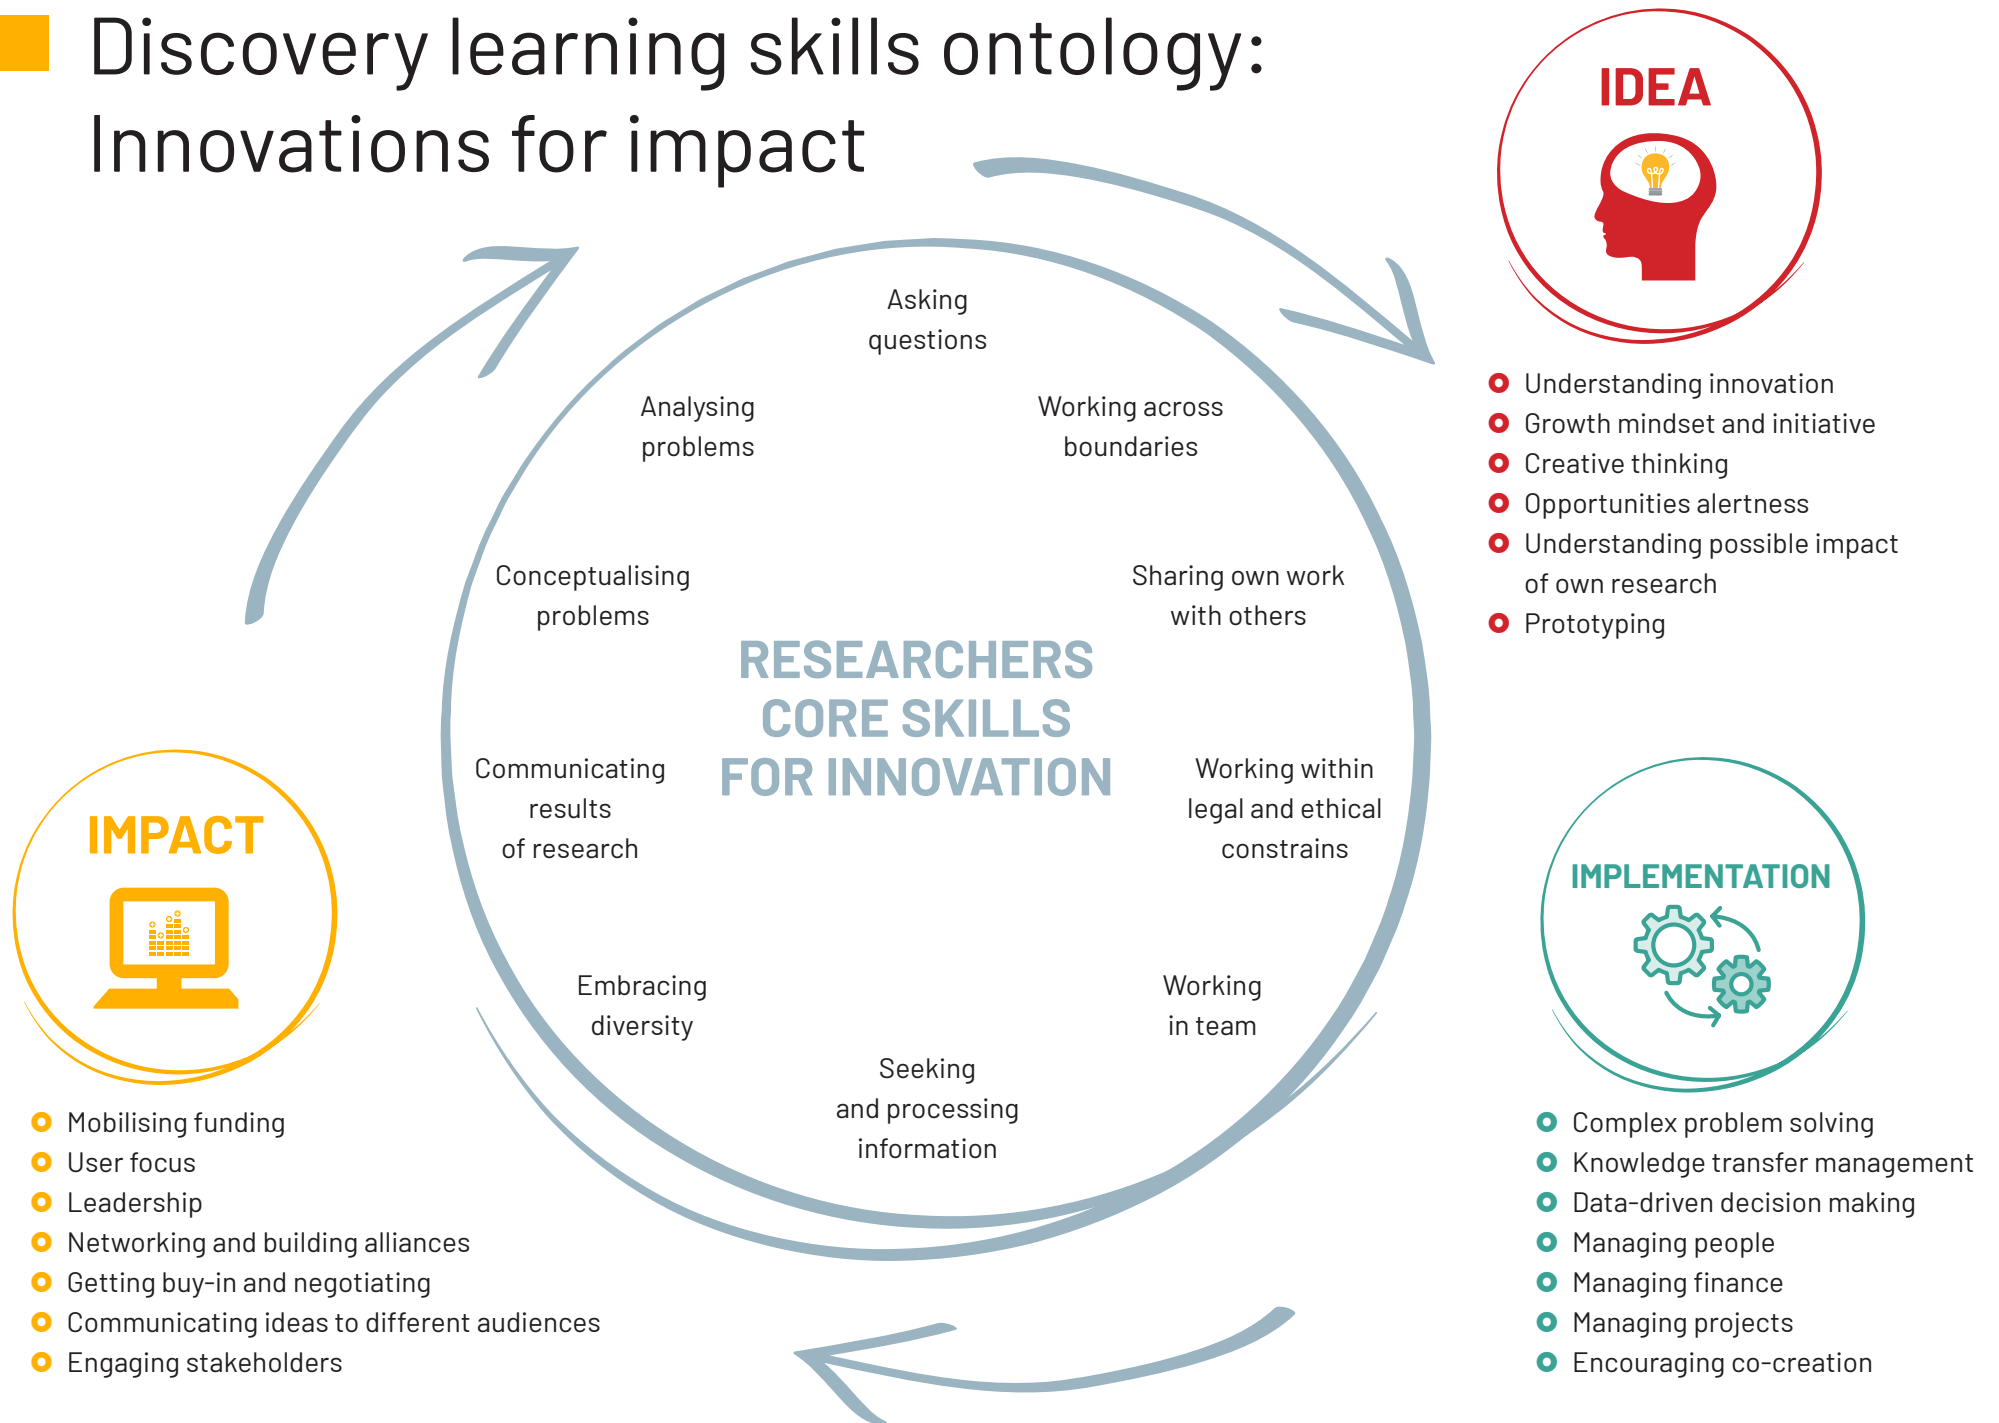 Discovery learning skills ontology:
Innovations for impact
IDEA
Understanding innovation
Growth mindset and initiative
Creative thinking
Opportunities alertness
Understanding possible impact
of own research
Prototyping
Asking
questions
Working across
boundaries
Sharing own work
with others
Working within
legal and ethical
constrains
Working
in team
Seeking
and processing
information
Embracing
diversity
Communicating
results
of research
Conceptualising
problems
Analysing
problems
RESEARCHERS
CORE SKILLS
FOR INNOVATION
IMPLEMENTATION
Complex problem solving
Knowledge transfer management
Data-driven decision making
Managing people
Managing finance
Managing projects
Encouraging co-creation
IMPACT
Mobilising funding
User focus
Leadership
Networking and building alliances
Getting buy-in and negotiating
Communicating ideas to different audiences
Engaging stakeholders